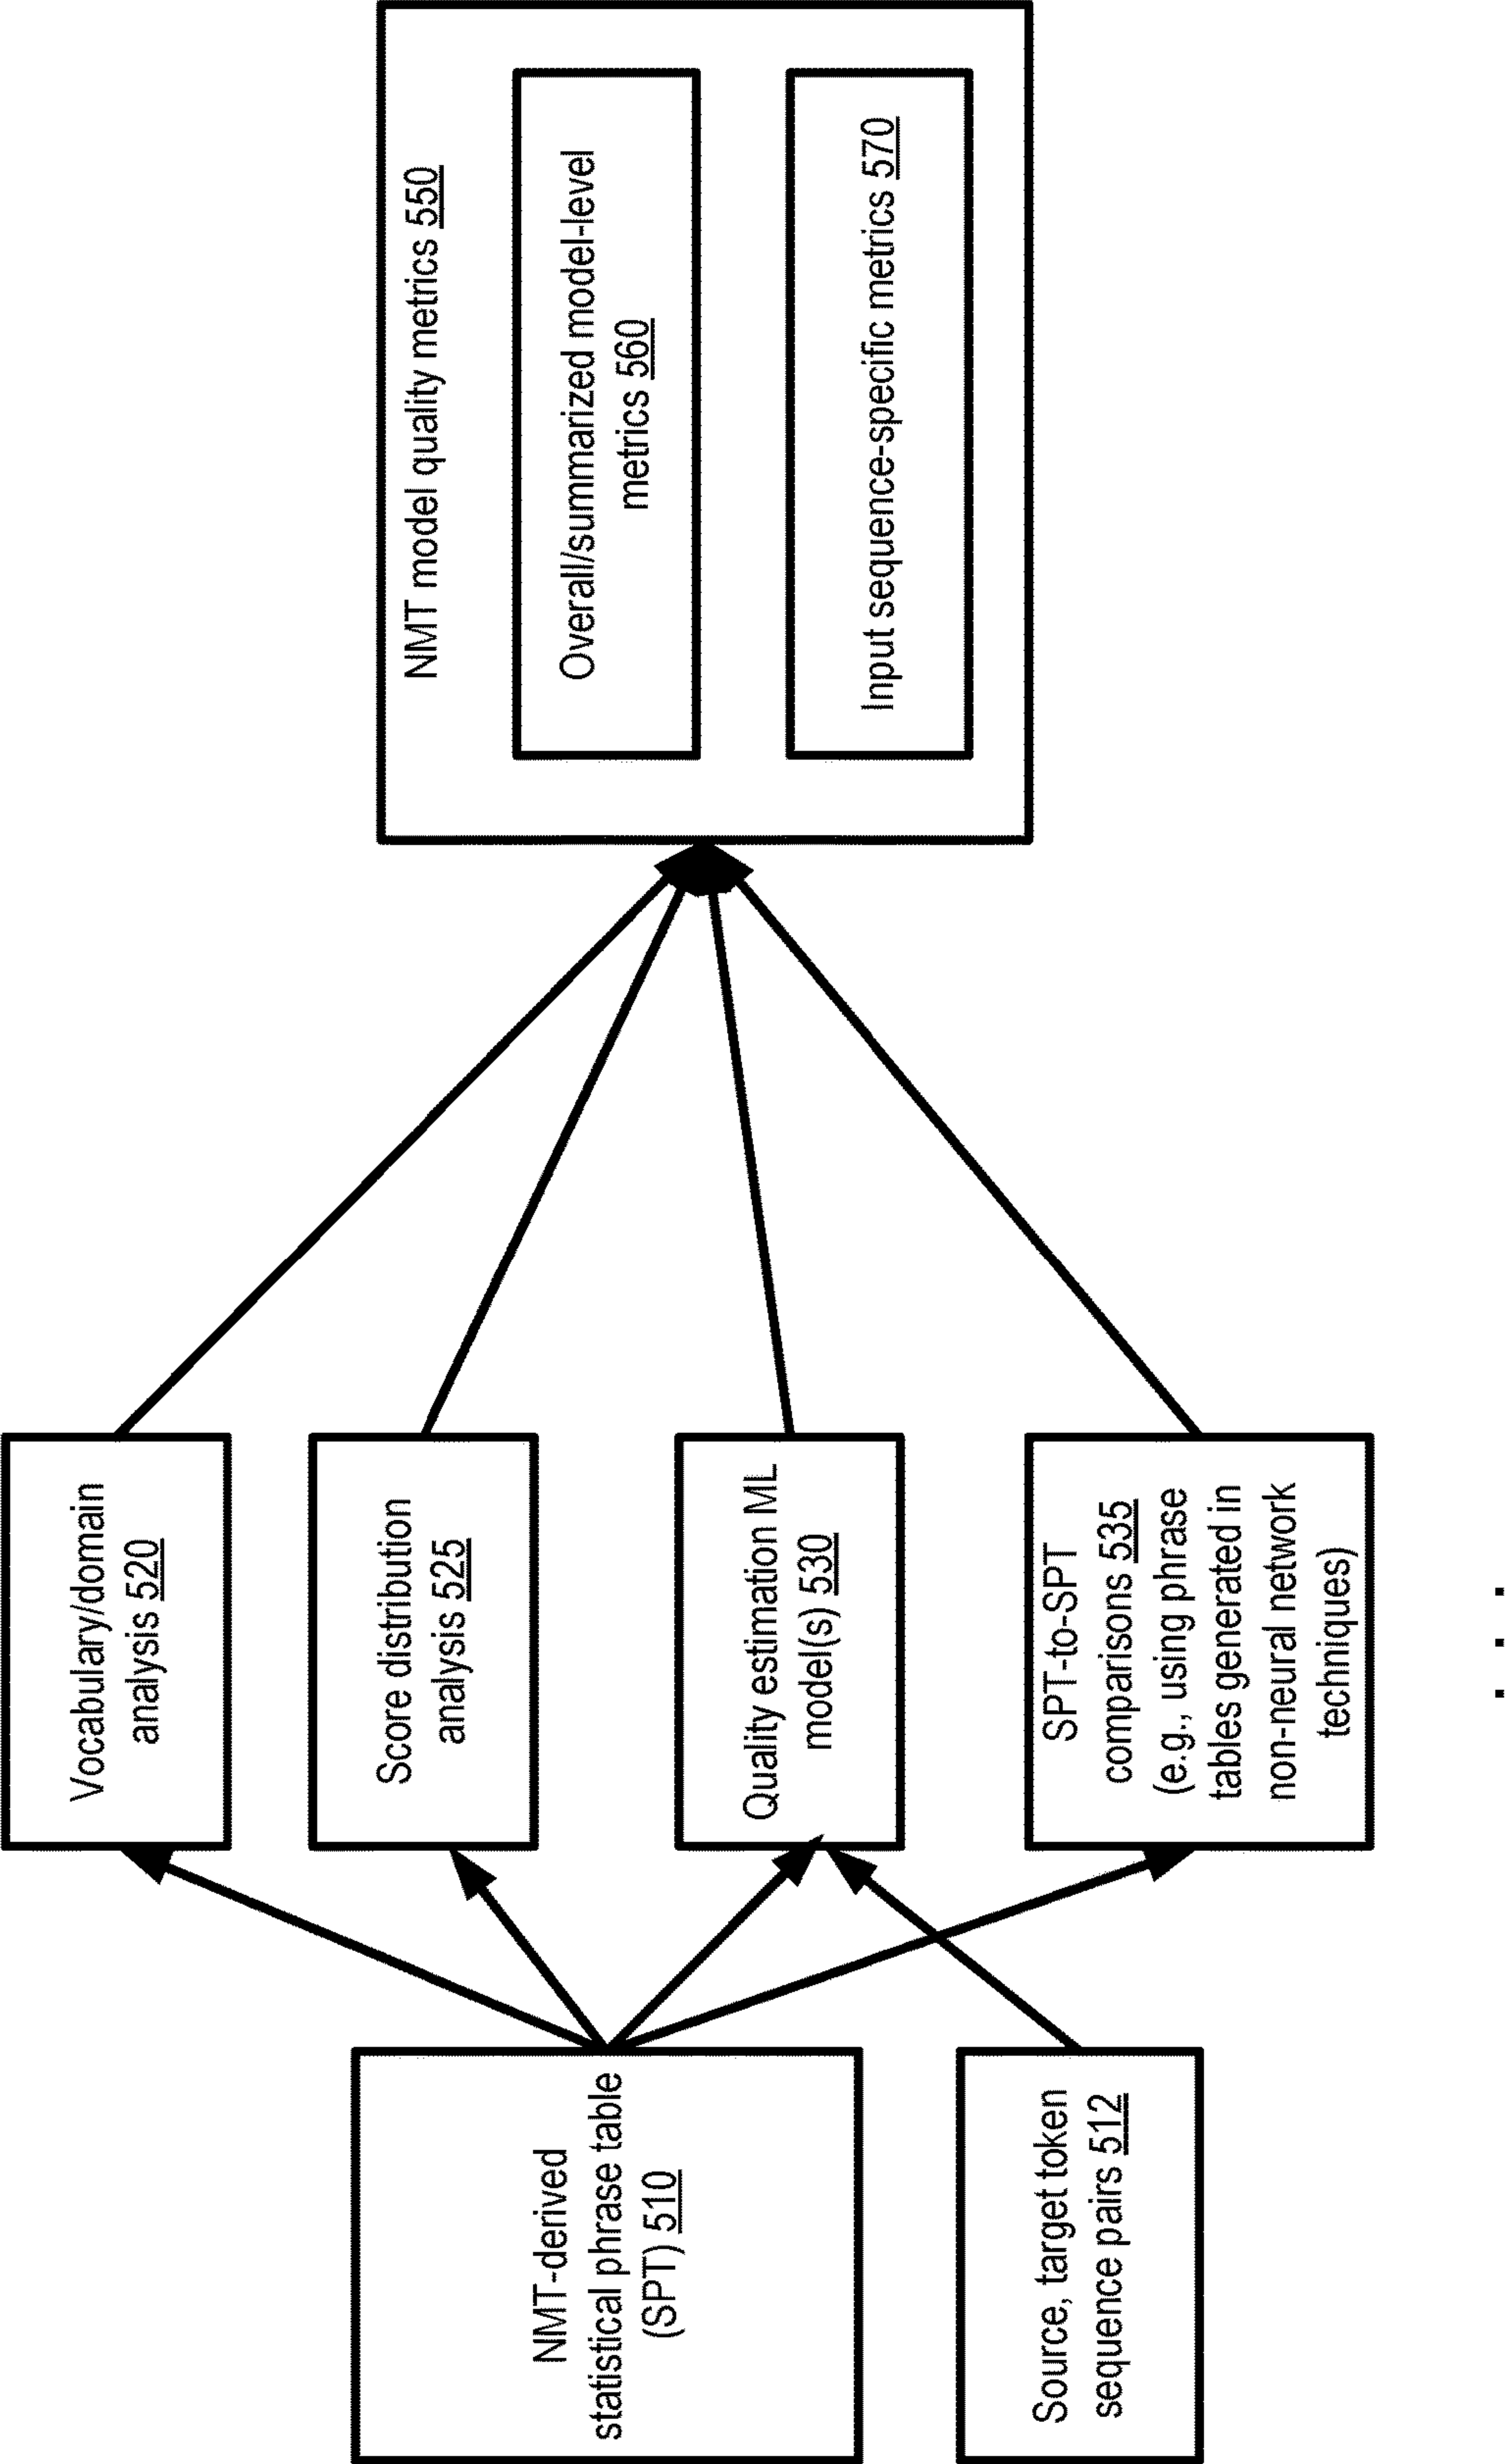 NMT-derived
statistical phrase table
(SPT) 510
Source, target token
sequence pairs 512
Vocabulary/domain
analysis 520
Score distribution
analysis 525
Quality estimation ML
model(s) 530
SPT-to-SPT
comparisons 535
(e.g., using phrase
tables generated in
non-neural network
techniques)
. . .
NMT model quality metrics 550
Overall/summarized model-level
metrics 560
Input sequence-specific metrics 570